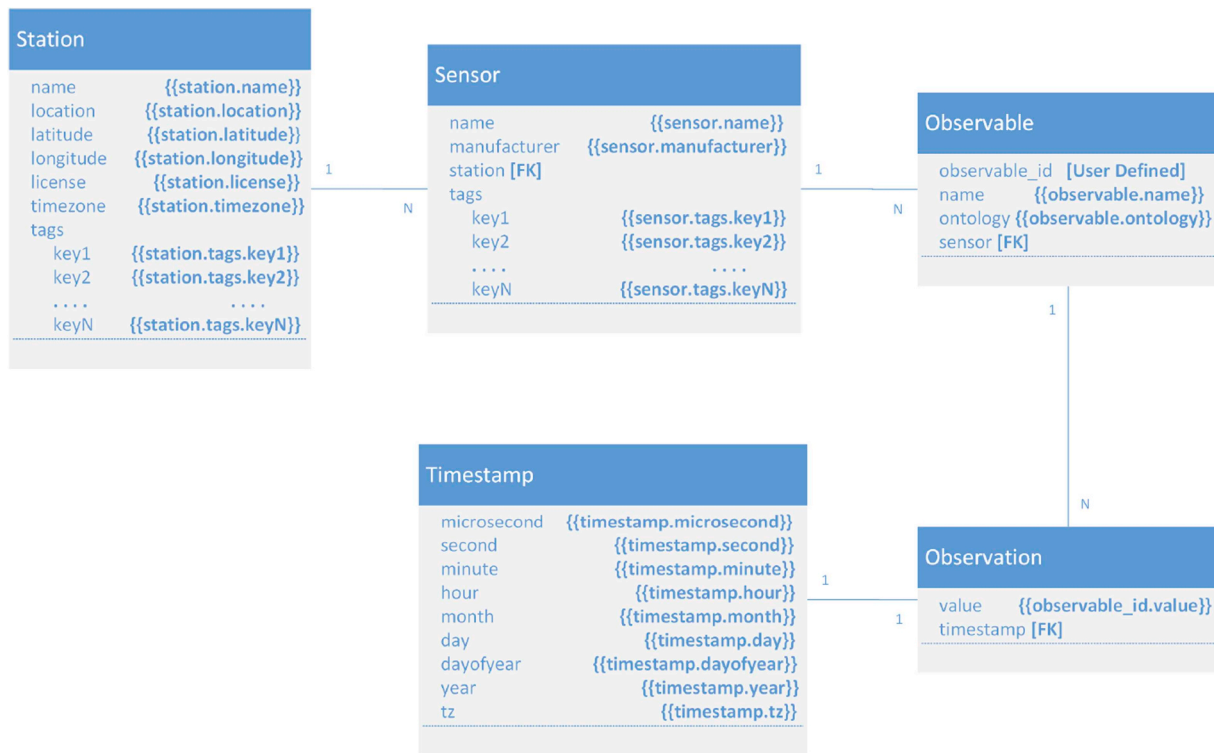 Station
name {{station.name}}
location {{station.location}}
latitude {{station.latitude}}
longitude {{station.longitude}}
license {{station.license}}
timezone {{station.timezone}}
tags
key1 {{station.tags.key1}}
key2 {{station.tags.key2}}
. . . . . . . .
keyN {{station.tags.keyN}}
1
N
Sensor
name {{sensor.name}}
manufacturer {{sensor.manufacturer}}
station [FK]
tags
key1 {{sensor.tags.key1}}
key2 {{sensor.tags.key2}}
. . . . . . . .
keyN {{sensor.tags.keyN}}
1
N
Observable
observable_id [User Defined]
name {{observable.name}}
ontology {{observable.ontology}}
sensor [FK]
1
N
Timestamp
microsecond {{timestamp.microsecond}}
second {{timestamp.second}}
minute {{timestamp.minute}}
hour {{timestamp.hour}}
month {{timestamp.month}}
day {{timestamp.day}}
dayofyear {{timestamp.dayofyear}}
year {{timestamp.year}}
tz {{timestamp.tz}}
1
1
Observation
value {{observable_id.value}}
timestamp [FK]